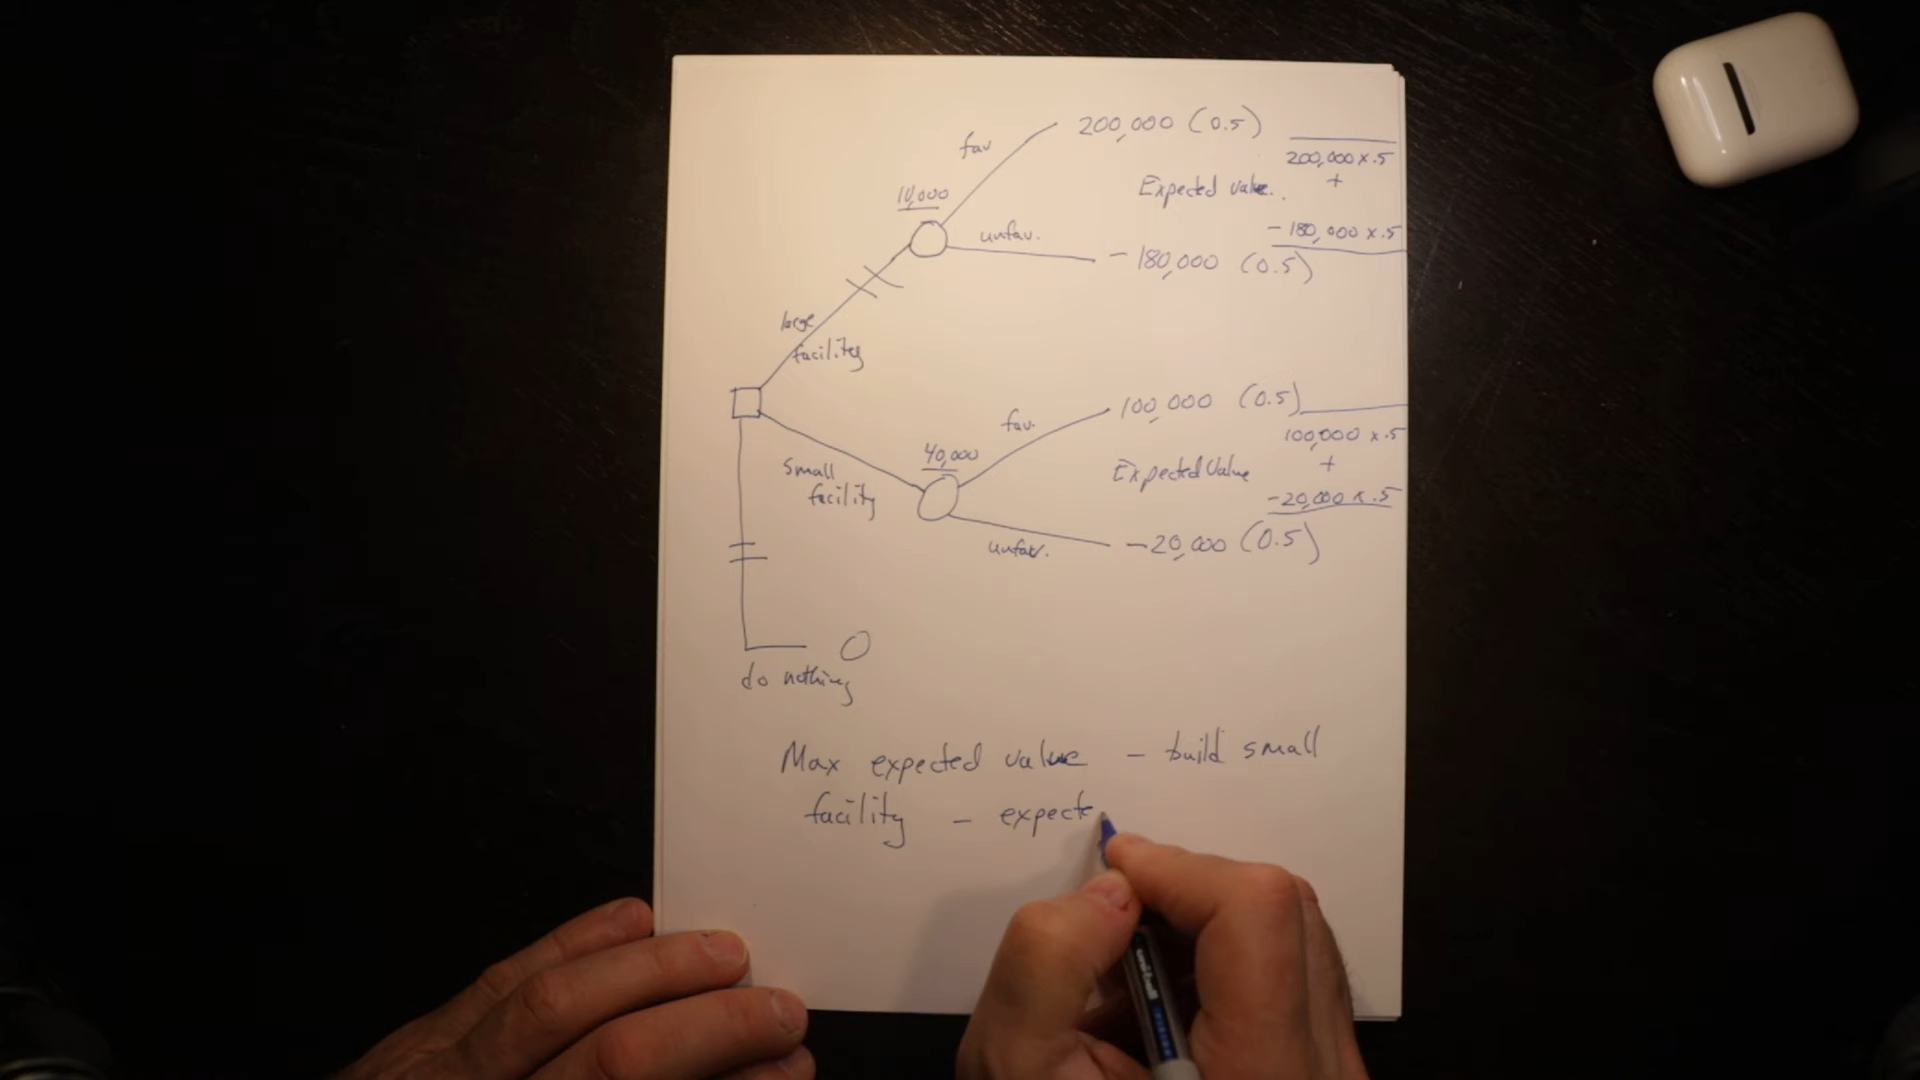 fav
200,000 (0.5)
200,000 x .5
+
10,000
Expected value.
unfav.
- 180,000 x .5
- 180,000 (0.5)
large
facility
100,000 (0.5)
fav.
100,000 x .5
+
40,000
Expected Value
small
facility
-20,000 x .5
unfav.
-20,000 (0.5)
0
do nothing
Max expected value - build small
facility - expecte